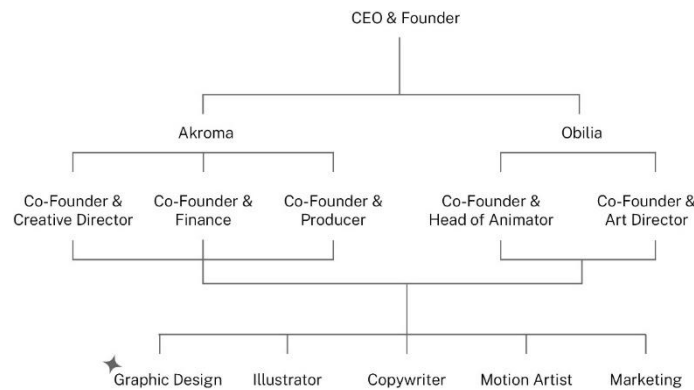 CEO & Founder
Akroma
Obilia
Co-Founder &
Creative Director
Co-Founder &
Finance
Co-Founder &
Producer
Co-Founder &
Head of Animator
Co-Founder &
Art Director
Graphic Design
Illustrator
Copywriter
Motion Artist
Marketing